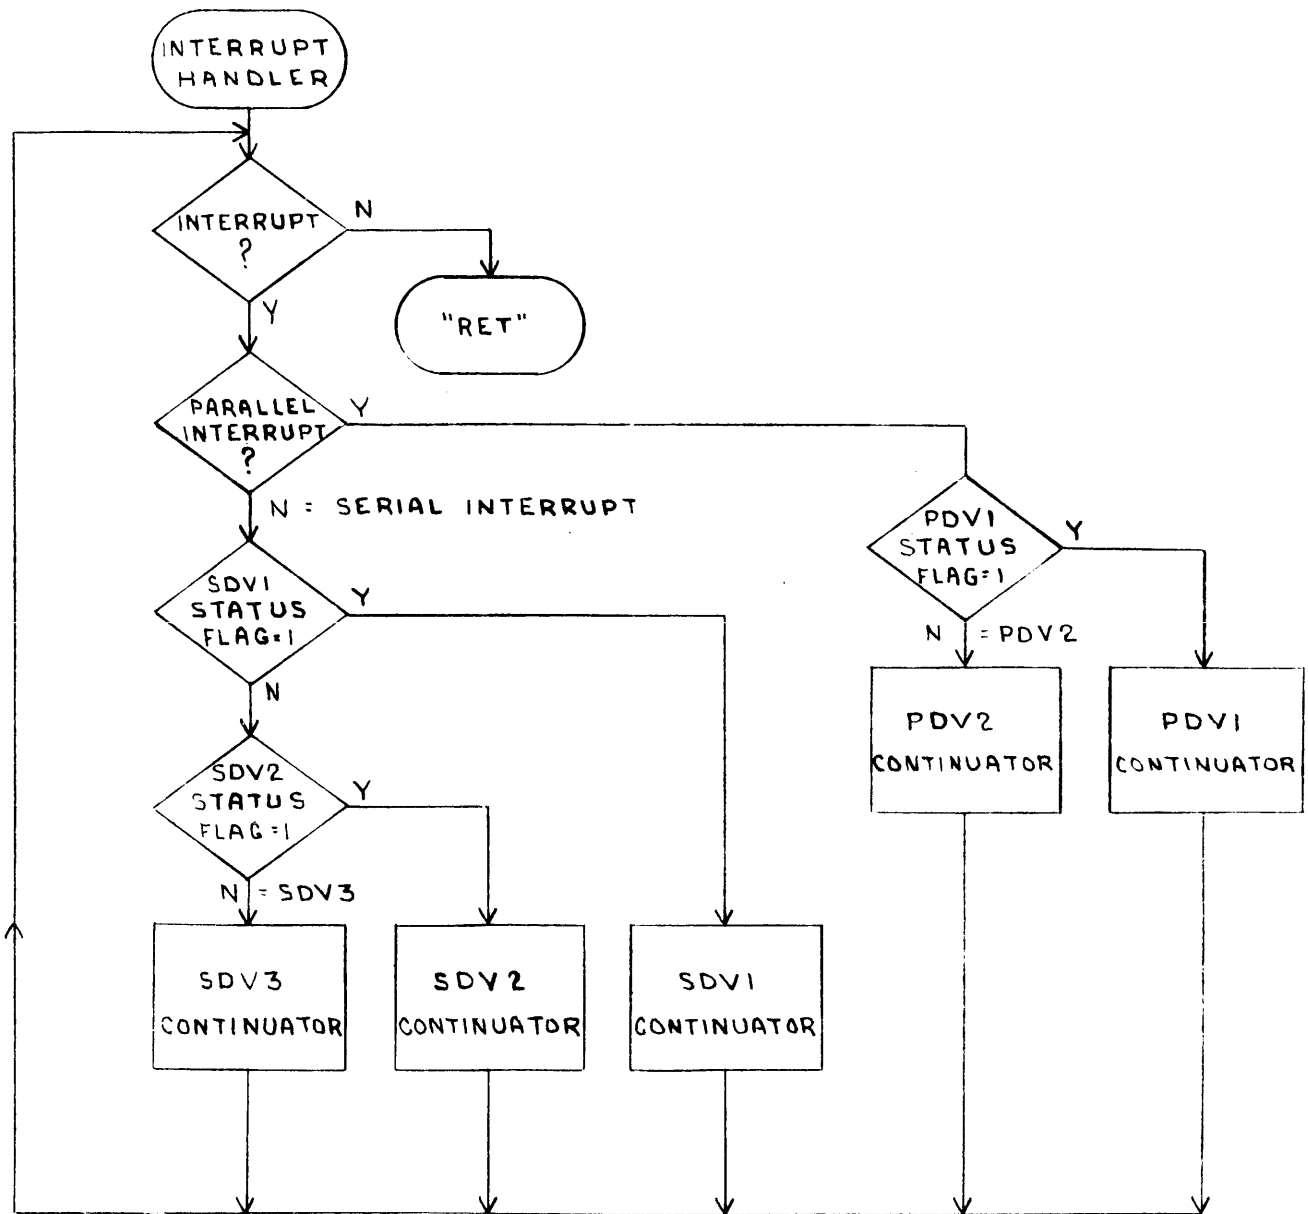 INTERRUPT
HANDLER
INTERRUPT
?
N
Y
"RET"
PARALLEL
INTERRUPT
?
Y
N = SERIAL INTERRUPT
PDV1
STATUS
FLAG=1
Y
N = PDV2
SDV1
STATUS
FLAG=1
Y
N
PDV2
CONTINUATOR
PDV1
CONTINUATOR
SDV2
STATUS
FLAG=1
Y
N = SDV3
SDV3
CONTINUATOR
SDV2
CONTINUATOR
SDV1
CONTINUATOR